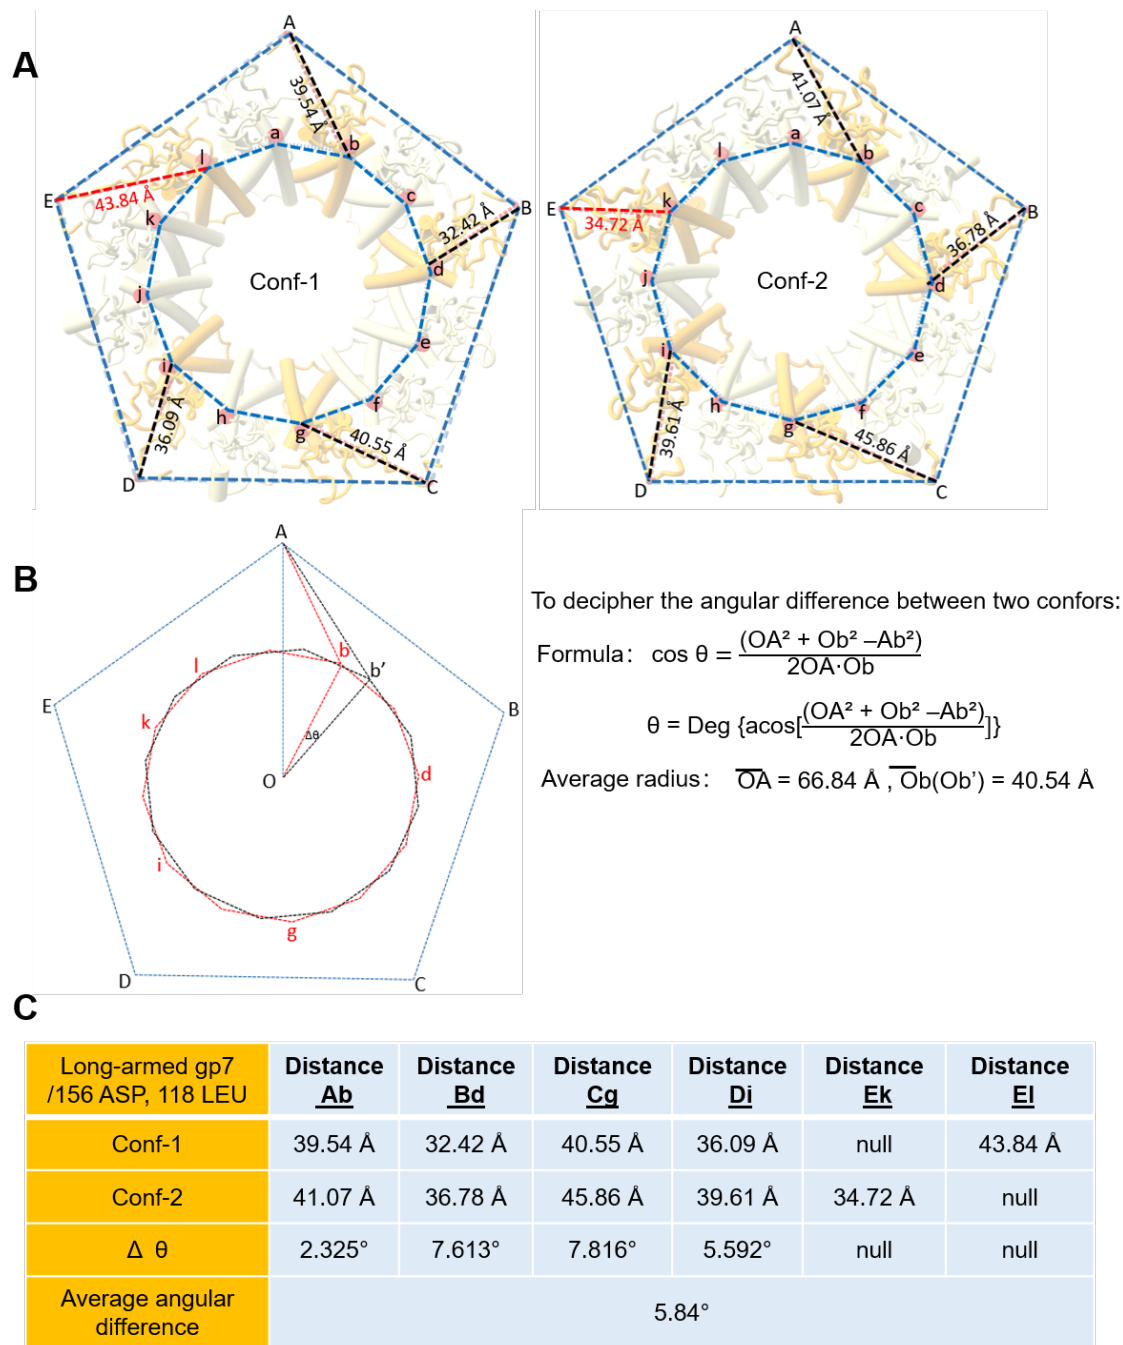 A
A
39.54 Å
a
b
l
c
E
43.84 Å
k
B
32.42 Å
d
Conf-1
j
e
i
f
h
g
36.09 Å
40.55 Å
D
C
A
41.07 Å
a
b
l
c
E
k
34.72 Å
B
36.78 Å
d
j
Conf-2
e
i
f
h
g
39.61 Å
45.86 Å
D
C
B
A
b
b’
l
k
E
B
Δθ
O
d
i
g
D
C
To decipher the angular difference between two confors:
Formula: cos θ = (OA² + Ob² –Ab²)
2OA·Ob
θ = Deg {acos[(OA² + Ob² –Ab²)]}
2OA·Ob
Average radius: OA = 66.84 Å , Ob(Ob’) = 40.54 Å
C
Long-armed gp7 /156 ASP, 118 LEU
Distance Ab
Distance Bd
Distance Cg
Distance Di
Distance Ek
Distance El
Conf-1 39.54 Å 32.42 Å 40.55 Å 36.09 Å null 43.84 Å
Conf-2 41.07 Å 36.78 Å 45.86 Å 39.61 Å 34.72 Å null
Δ θ 2.325° 7.613° 7.816° 5.592° null null
Average angular difference 5.84°